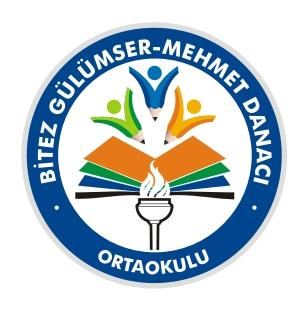 BİTEZ GÜLÜMSER-MEHMET DANACI
ORTAOKULU